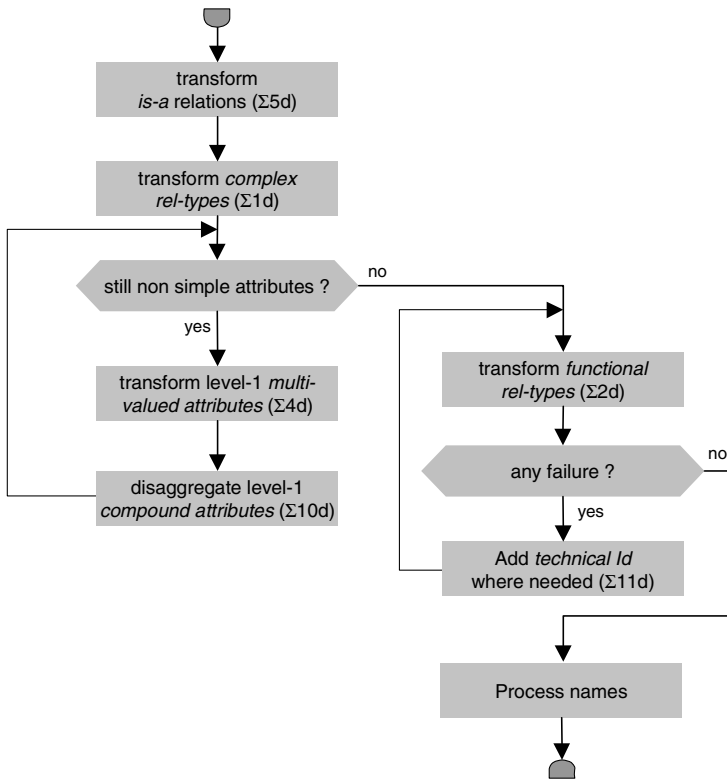 transform
is-a relations (Σ5d)
transform complex
rel-types (Σ1d)
still non simple attributes ?
no
yes
transform level-1 multi-
valued attributes (Σ4d)
disaggregate level-1
compound attributes (Σ10d)
transform functional
rel-types (Σ2d)
any failure ?
no
yes
Add technical Id
where needed (Σ11d)
Process names